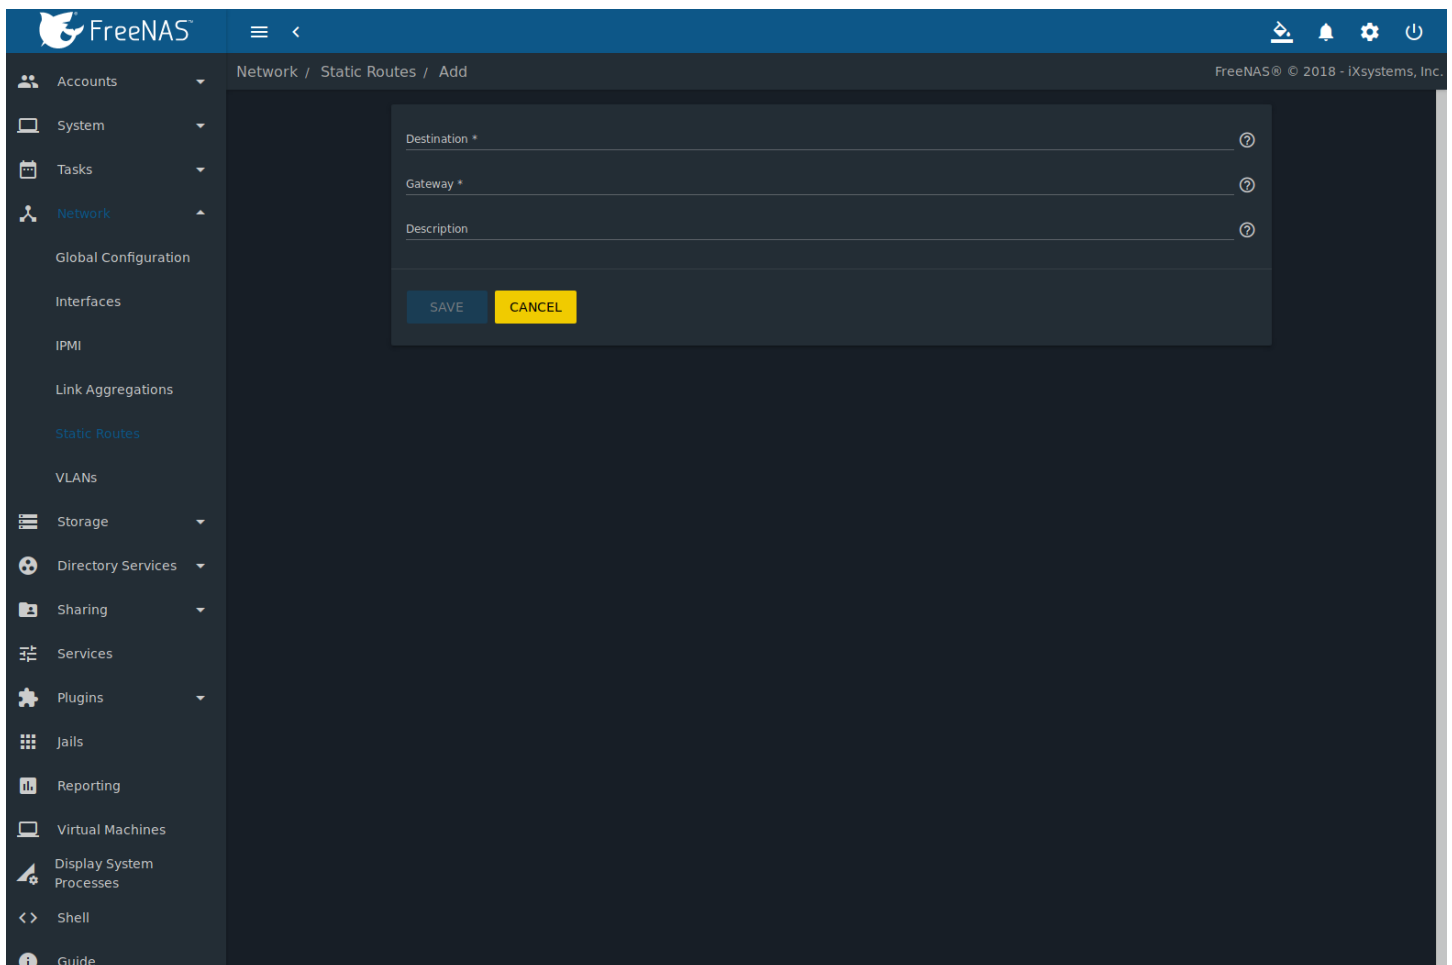 FreeNAS™
Network / Static Routes / Add
FreeNAS® © 2018 - iXsystems, Inc.
Accounts
System
Tasks
Network
Global Configuration
Interfaces
IPMI
Link Aggregations
Static Routes
VLANs
Storage
Directory Services
Sharing
Services
Plugins
Jails
Reporting
Virtual Machines
Display System
Processes
Shell
Guide
Destination *
Gateway *
Description
SAVE
CANCEL